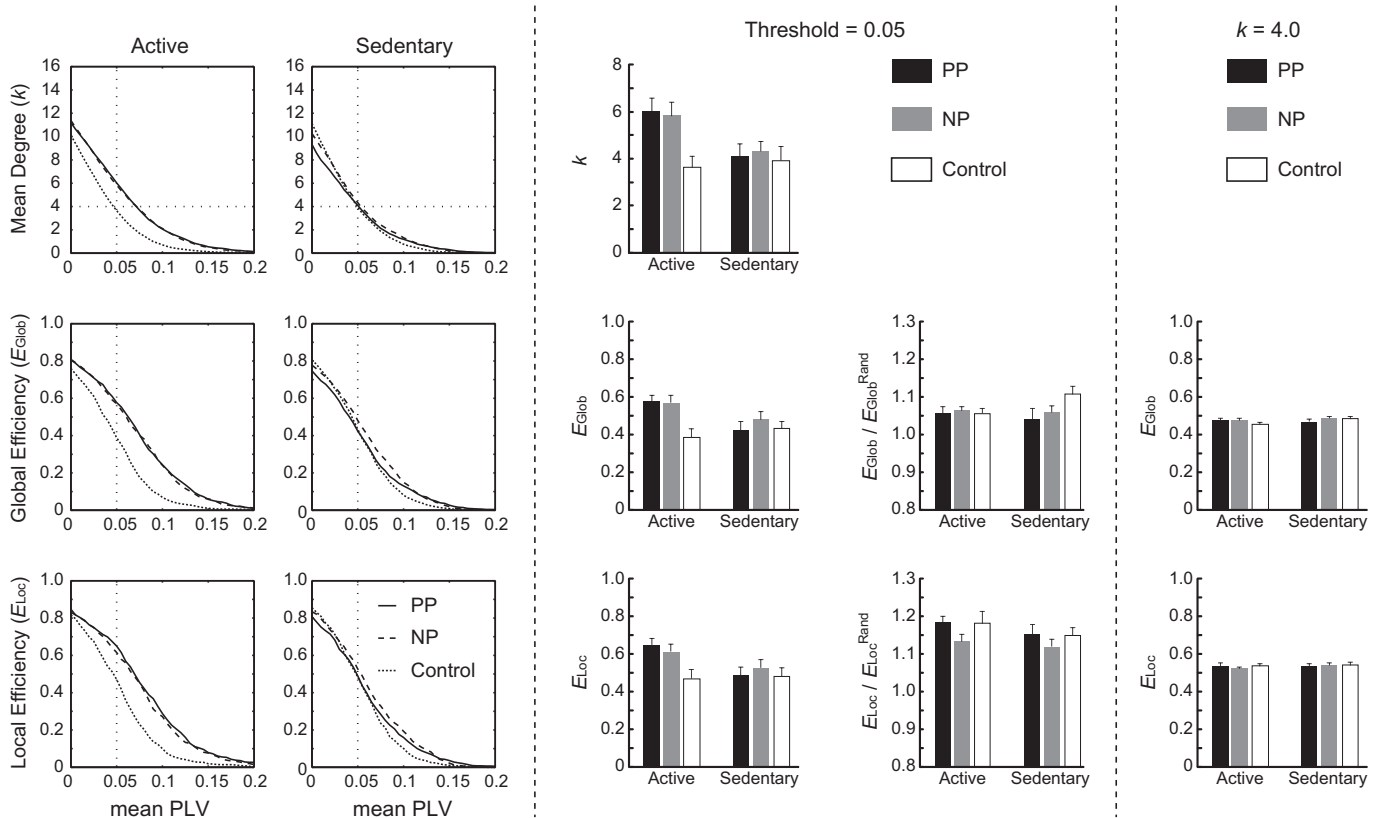 Active
Sedentary
Threshold = 0.05
k = 4.0
Mean Degree (k)
16
14
12
10
8
6
4
2
0
0 0.05 0.1 0.15 0.2
16
14
12
10
8
6
4
2
0
0 0.05 0.1 0.15 0.2
k
8
6
4
2
0
Active Sedentary
PP
NP
Control
PP
NP
Control
Global Efficiency (EGlob)
1.0
0.8
0.6
0.4
0.2
0
0 0.05 0.1 0.15 0.2
1.0
0.8
0.6
0.4
0.2
0
0 0.05 0.1 0.15 0.2
EGlob
1.0
0.8
0.6
0.4
0.2
0
Active Sedentary
EGlob / EGlobRand
1.3
1.2
1.1
1.0
0.9
0.8
Active Sedentary
EGlob
1.0
0.8
0.6
0.4
0.2
0
Active Sedentary
Local Efficiency (ELoc)
1.0
0.8
0.6
0.4
0.2
0
0 0.05 0.1 0.15 0.2
mean PLV
1.0
0.8
0.6
0.4
0.2
0
PP
NP
Control
0 0.05 0.1 0.15 0.2
mean PLV
ELoc
1.0
0.8
0.6
0.4
0.2
0
Active Sedentary
ELoc / ELocRand
1.3
1.2
1.1
1.0
0.9
0.8
Active Sedentary
ELoc
1.0
0.8
0.6
0.4
0.2
0
Active Sedentary